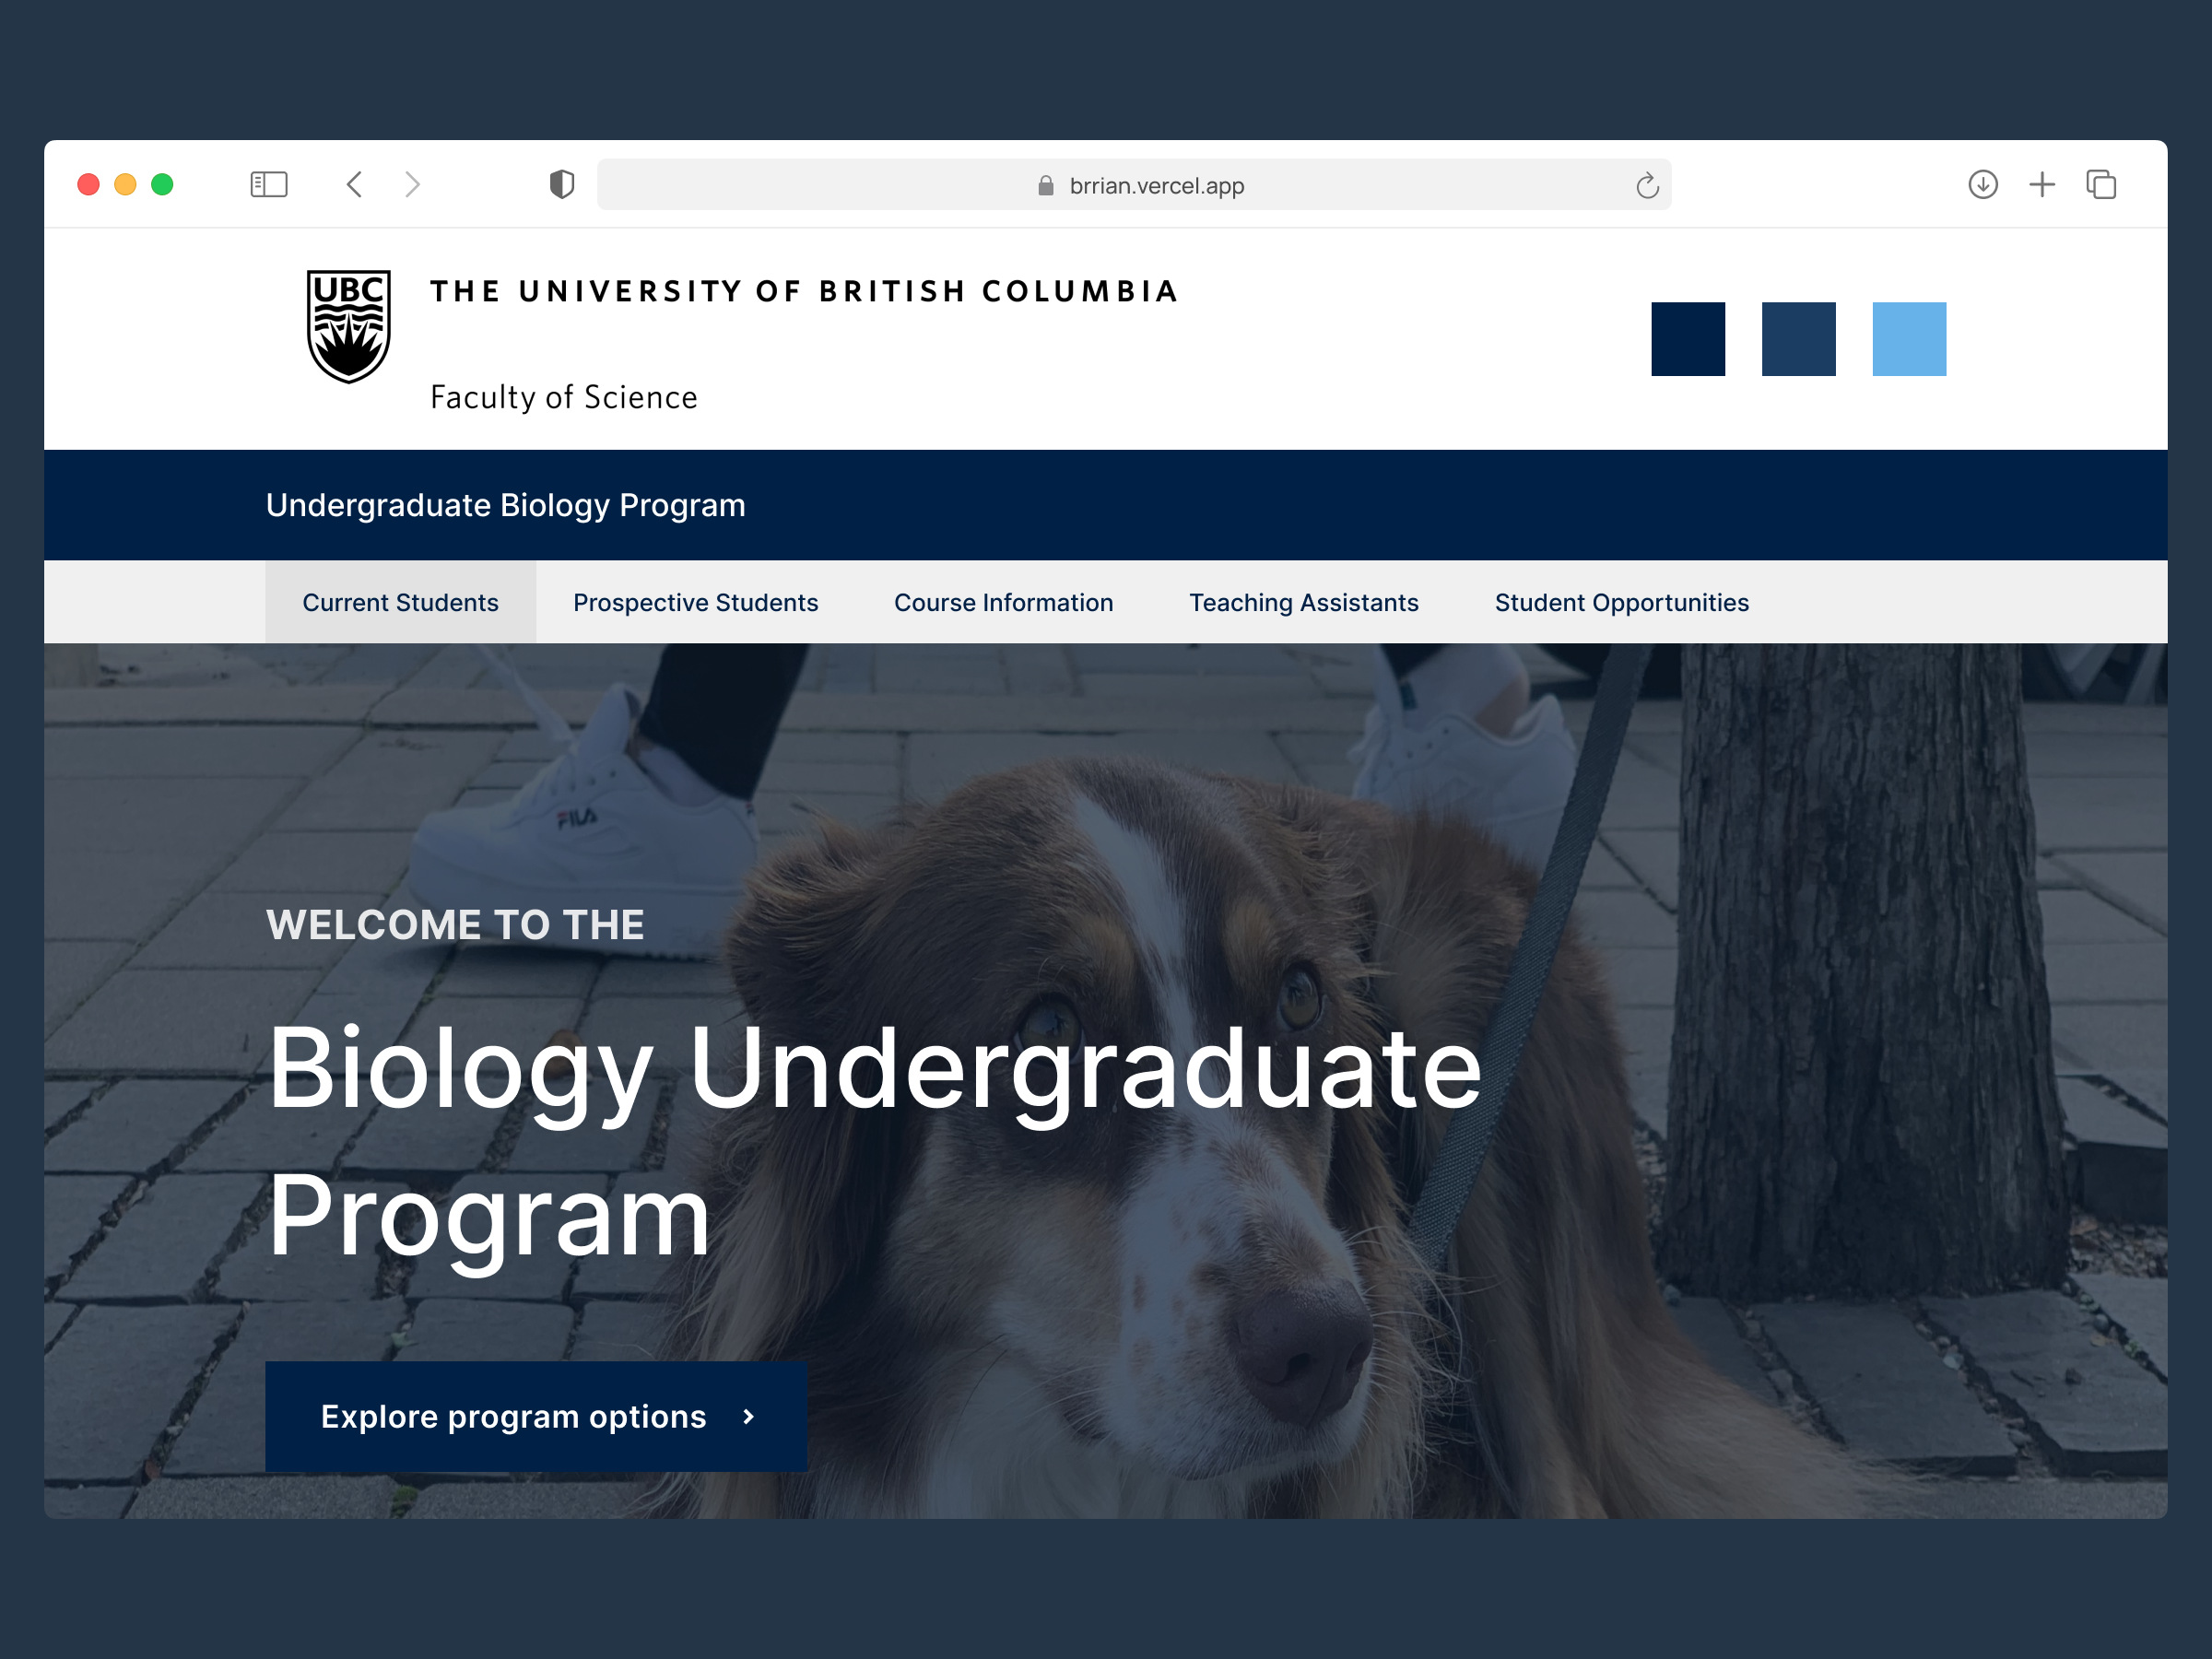 brrian.vercel.app
UBC
THE UNIVERSITY OF BRITISH COLUMBIA
Faculty of Science
Undergraduate Biology Program
Current Students
Prospective Students
Course Information
Teaching Assistants
Student Opportunities
FILA
WELCOME TO THE
Biology Undergraduate
Program
Explore program options